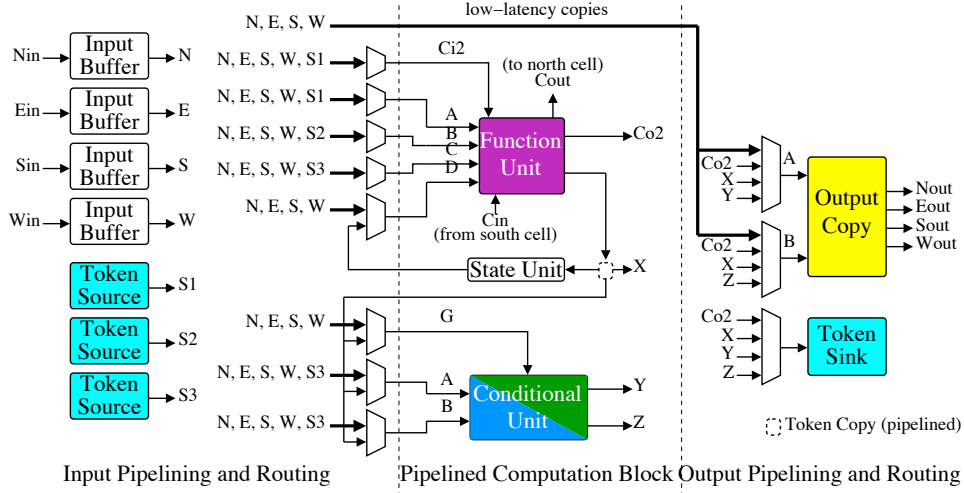 low−latency copies
N, E, S, W
Nin
Input
Buffer
N
Ein
Input
Buffer
E
Sin
Input
Buffer
S
Win
Input
Buffer
W
Token
Source
S1
Token
Source
S2
Token
Source
S3
N, E, S, W, S1
N, E, S, W, S1
N, E, S, W, S2
N, E, S, W, S3
N, E, S, W
Ci2
(to north cell)
Cout
A
B
C
D
Function
Unit
Co2
Cin
(from south cell)
State Unit
X
N, E, S, W
N, E, S, W, S3
N, E, S, W, S3
G
A
B
Conditional
Unit
Y
Z
Co2
X
Y
A
Co2
X
Z
B
Output
Copy
Nout
Eout
Sout
Wout
Co2
X
Y
Z
Token
Sink
Token Copy (pipelined)
Input Pipelining and Routing
Pipelined Computation Block
Output Pipelining and Routing